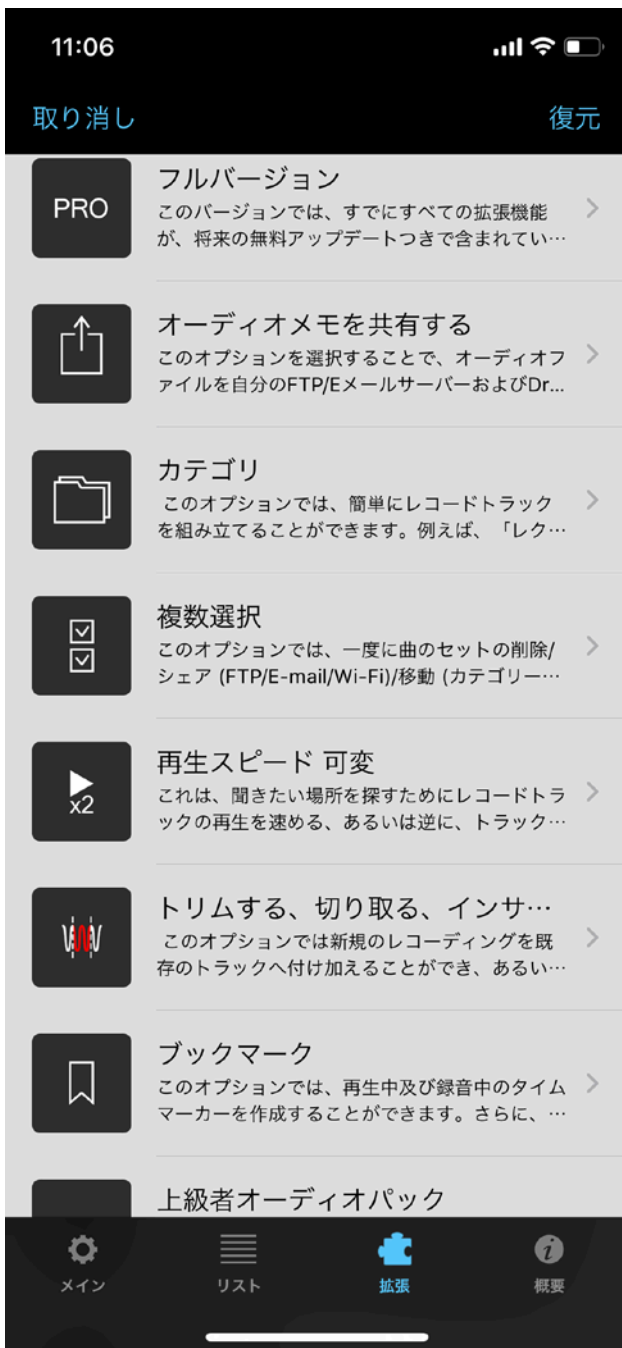 11:06
取り消し
復元
PRO
フルバージョン
このバージョンでは、すでにすべての拡張機能
が、将来の無料アップデートつきで含まれてい…
オーディオメモを共有する
このオプションを選択することで、オーディオフ
ァイルを自分のFTP/EメールサーバーおよびDr...
カテゴリ
このオプションでは、簡単にレコードトラック
を組み立てることができます。例えば、「レク…
複数選択
このオプションでは、一度に曲のセットの削除/
シェア (FTP/E-mail/Wi-Fi)/移動 (カテゴリー…
x2
再生スピード 可変
これは、聞きたい場所を探すためにレコードトラ
ックの再生を速める、あるいは逆に、トラック…
トリムする、切り取る、インサ…
このオプションでは新規のレコーディングを既
存のトラックへ付け加えることができ、あるい…
ブックマーク
このオプションでは、再生中及び録音中のタイム
マーカーを作成することができます。さらに、…
上級者オーディオパック
メイン
リスト
拡張
概要